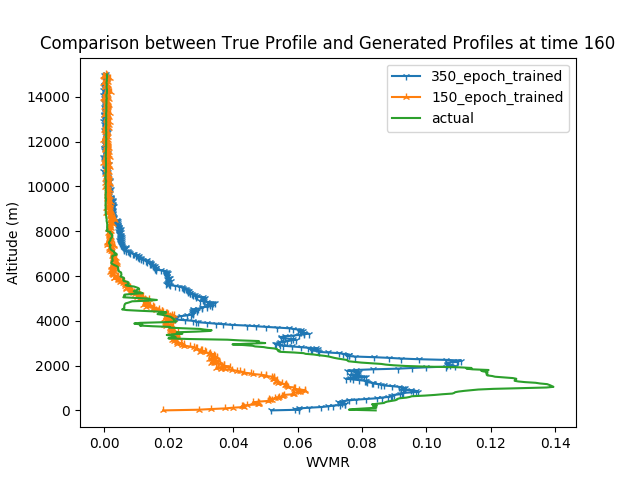 Comparison between True Profile and Generated Profiles at time 160
350_epoch_trained
150_epoch_trained
actual
14000
12000
10000
8000
6000
4000
2000
0
Altitude (m)
0.00 0.02 0.04 0.06 0.08 0.10 0.12 0.14
WVMR